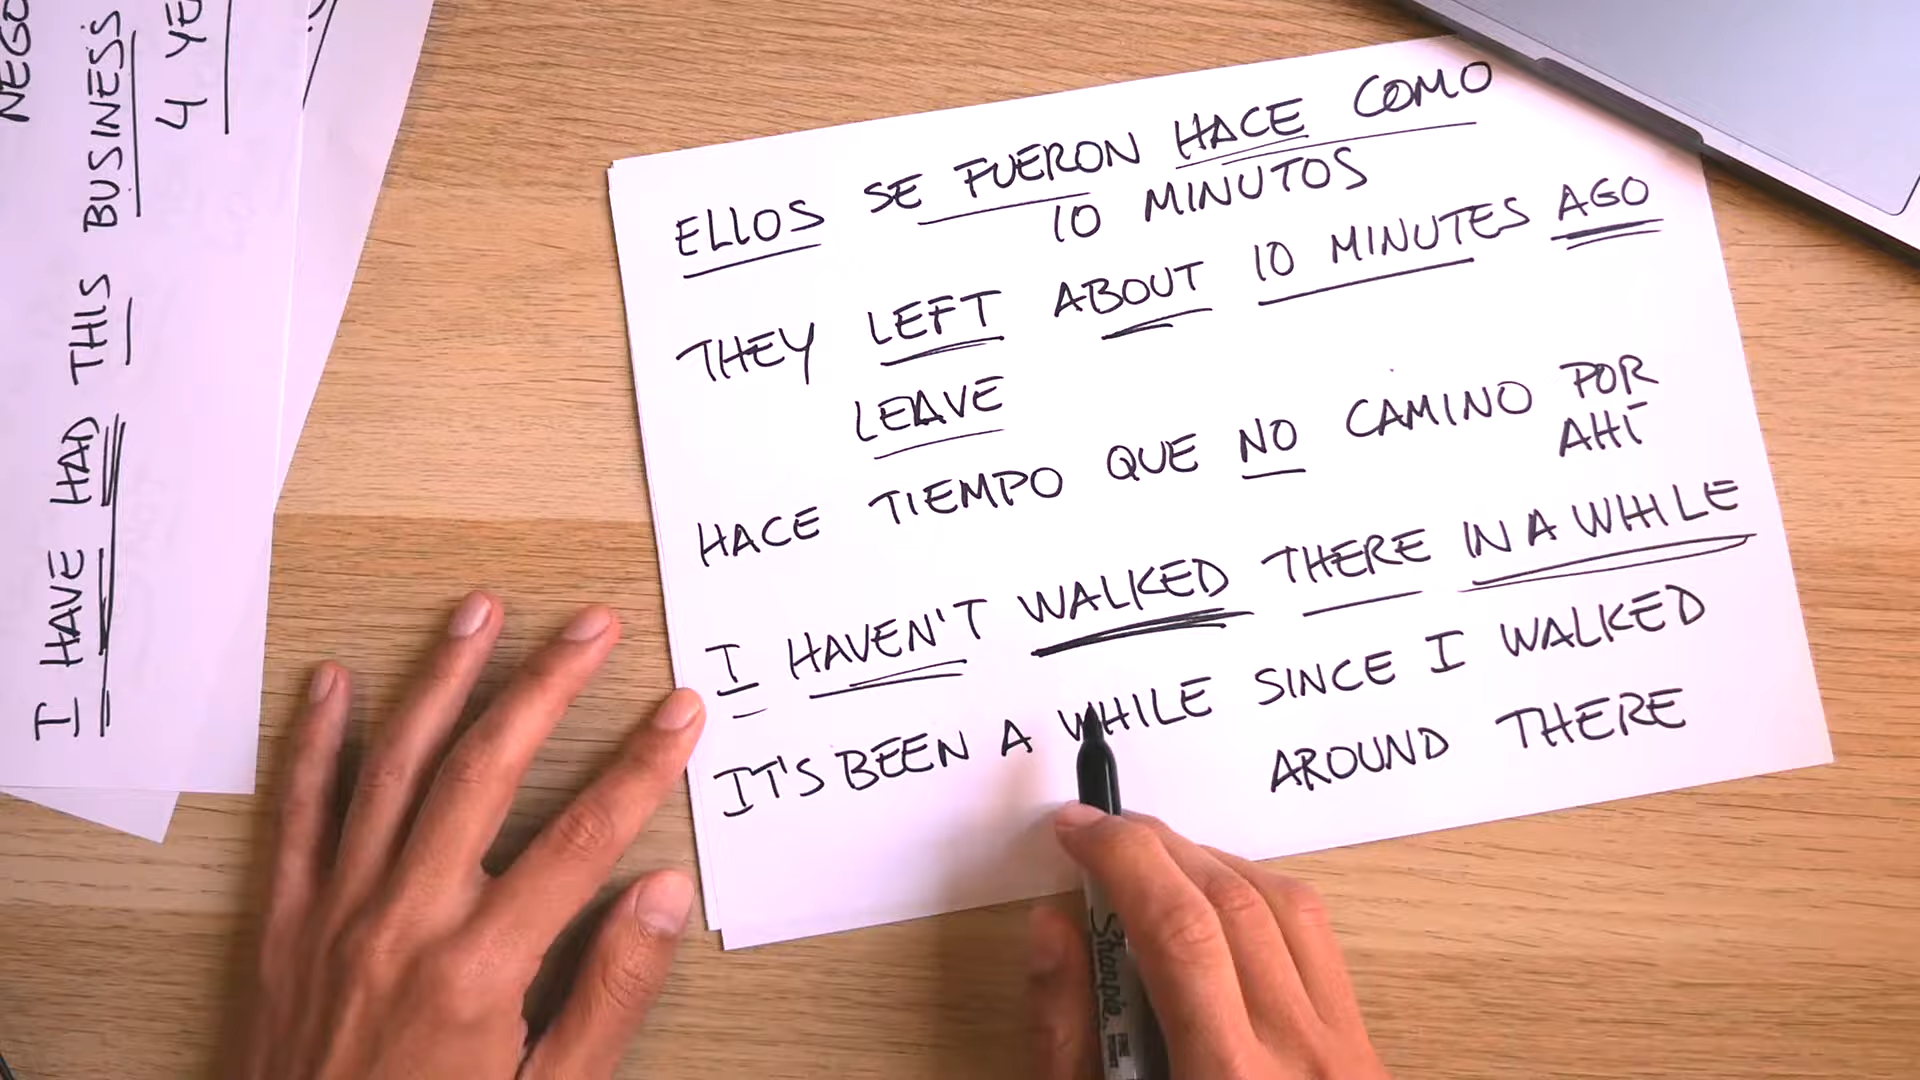 NEGO
BUSINESS
4 YE
I HAVE HAD THIS
ELLOS SE FUERON HACE COMO
10 MINUTOS
THEY LEFT ABOUT 10 MINUTES AGO
LEAVE
HACE TIEMPO QUE NO CAMINO POR
AHÍ
I HAVEN'T WALKED THERE IN A WHILE
IT'S BEEN A WHILE SINCE I WALKED
AROUND THERE
Sharpie